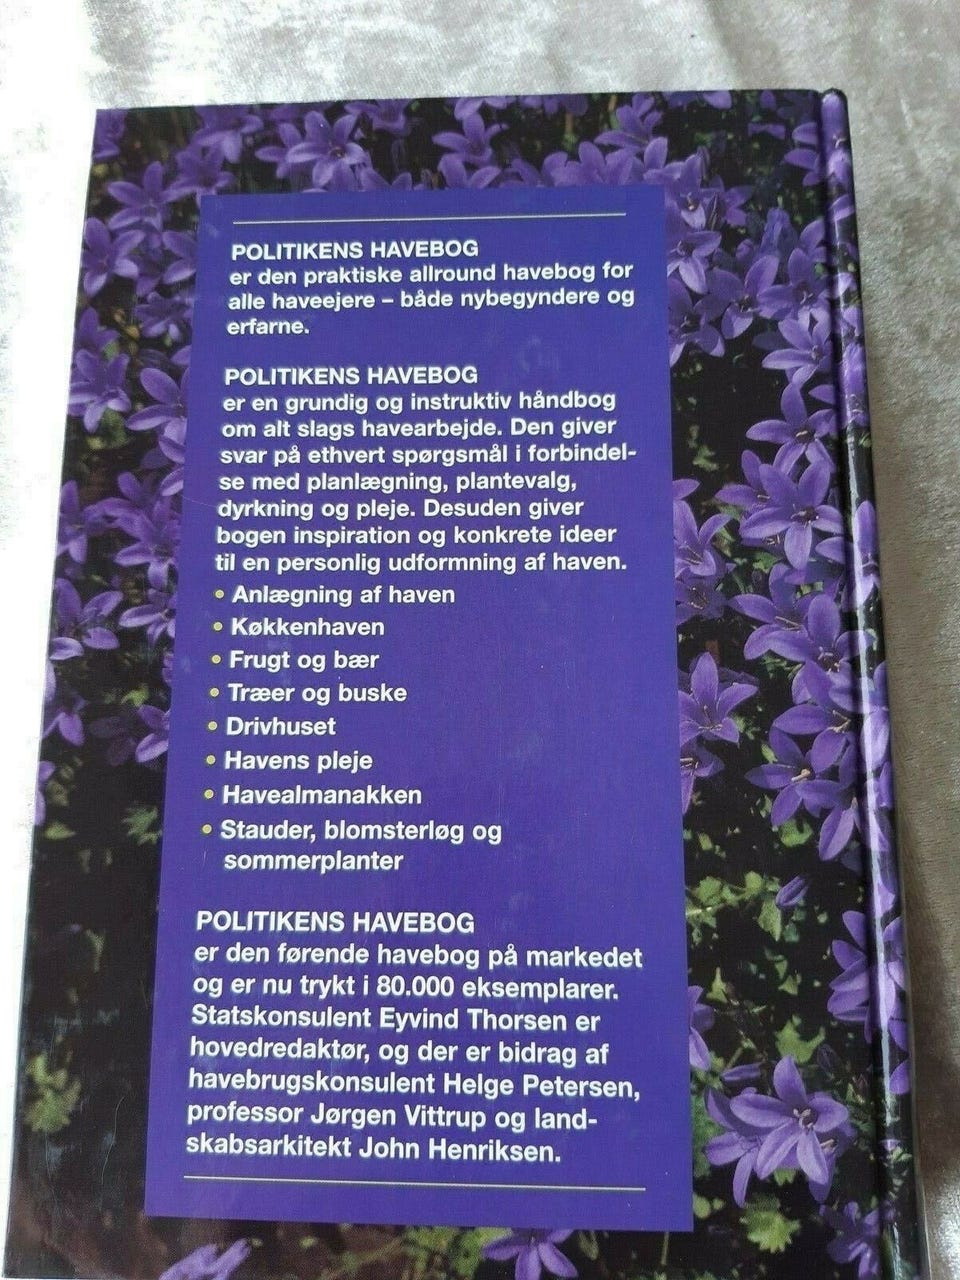 POLITIKENS HAVEBOG
er den praktiske allround havebog for
alle haveejere – både nybegyndere og
erfarne.
POLITIKENS HAVEBOG
er en grundig og instruktiv håndbog
om alt slags havearbejde. Den giver
svar på ethvert spørgsmål i forbindel-
se med planlægning, plantevalg,
dyrkning og pleje. Desuden giver
bogen inspiration og konkrete ideer
til en personlig udformning af haven.
• Anlægning af haven
• Køkkenhaven
• Frugt og bær
• Træer og buske
• Drivhuset
• Havens pleje
• Havealmanakken
• Stauder, blomsterløg og
sommerplanter
POLITIKENS HAVEBOG
er den førende havebog på markedet
og er nu trykt i 80.000 eksemplarer.
Statskonsulent Eyvind Thorsen er
hovedredaktør, og der er bidrag af
havebrugskonsulent Helge Petersen,
professor Jørgen Vittrup og land-
skabsarkitekt John Henriksen.